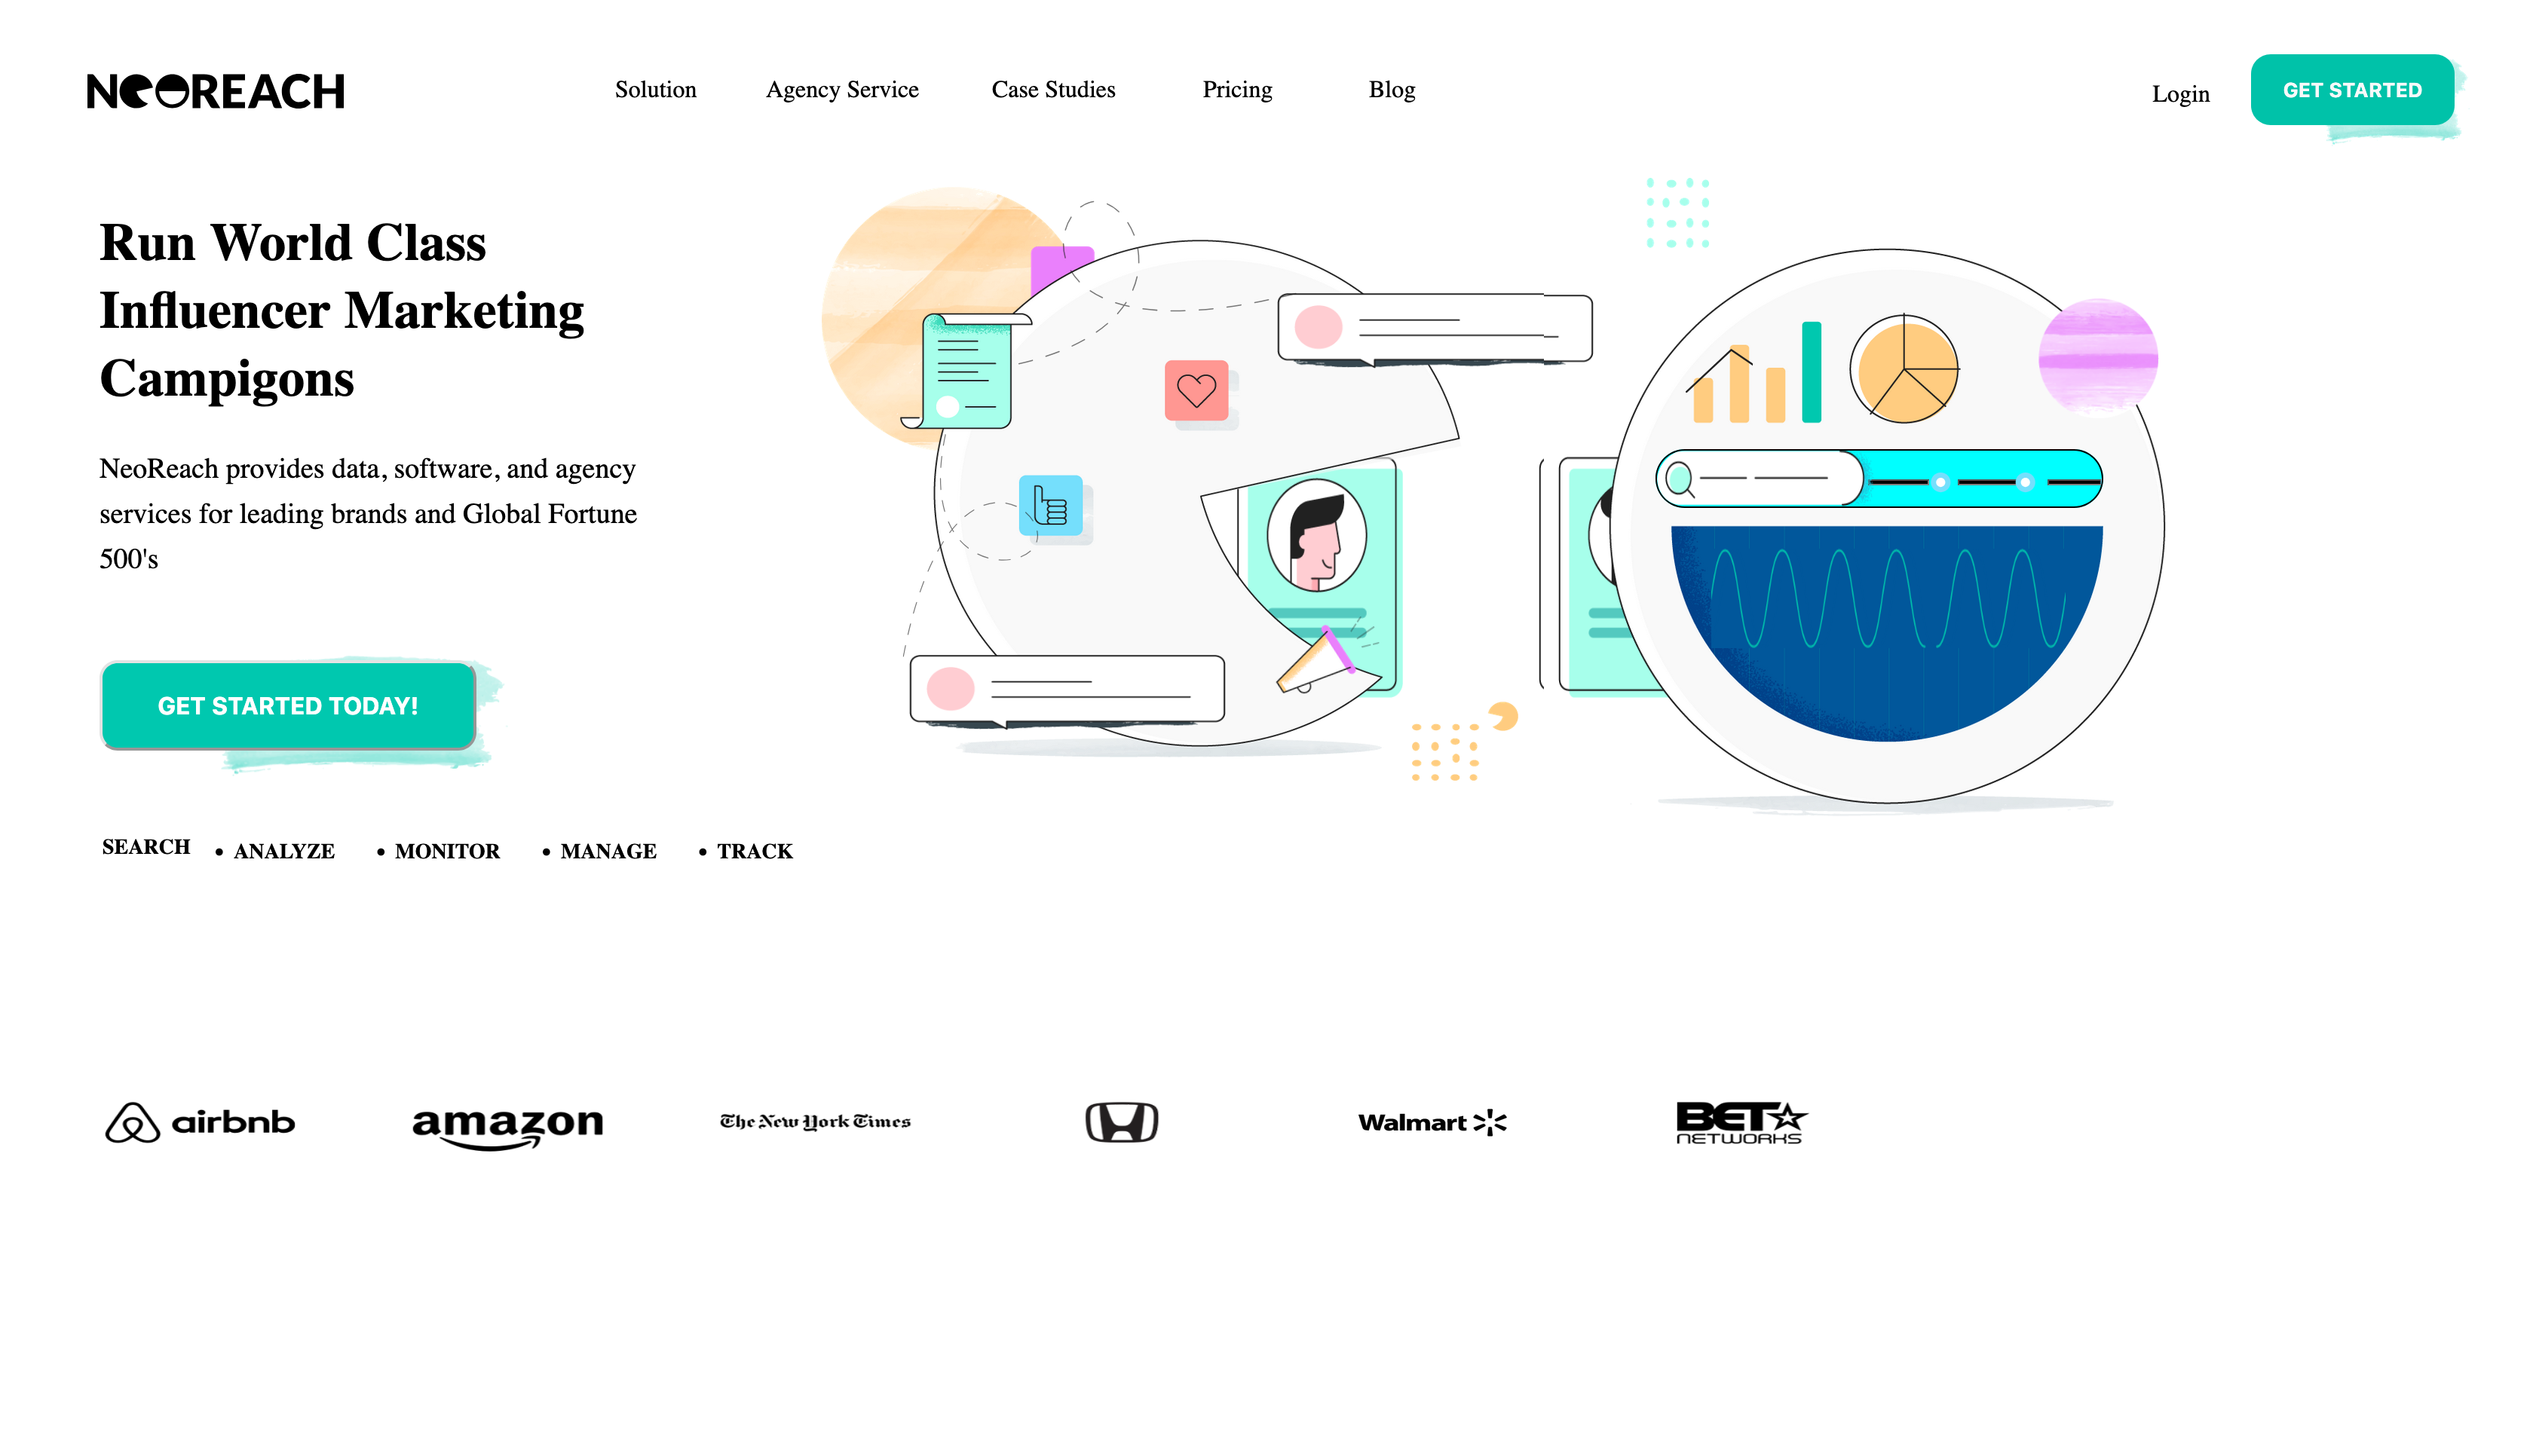 NEOREACH
Solution Agency Service Case Studies Pricing Blog
Login GET STARTED
Run World Class
Influencer Marketing
Campigons
NeoReach provides data, software, and agency
services for leading brands and Global Fortune
500's
GET STARTED TODAY!
SEARCH • ANALYZE • MONITOR • MANAGE • TRACK
airbnb amazon The New York Times Walmart BET NETWORKS